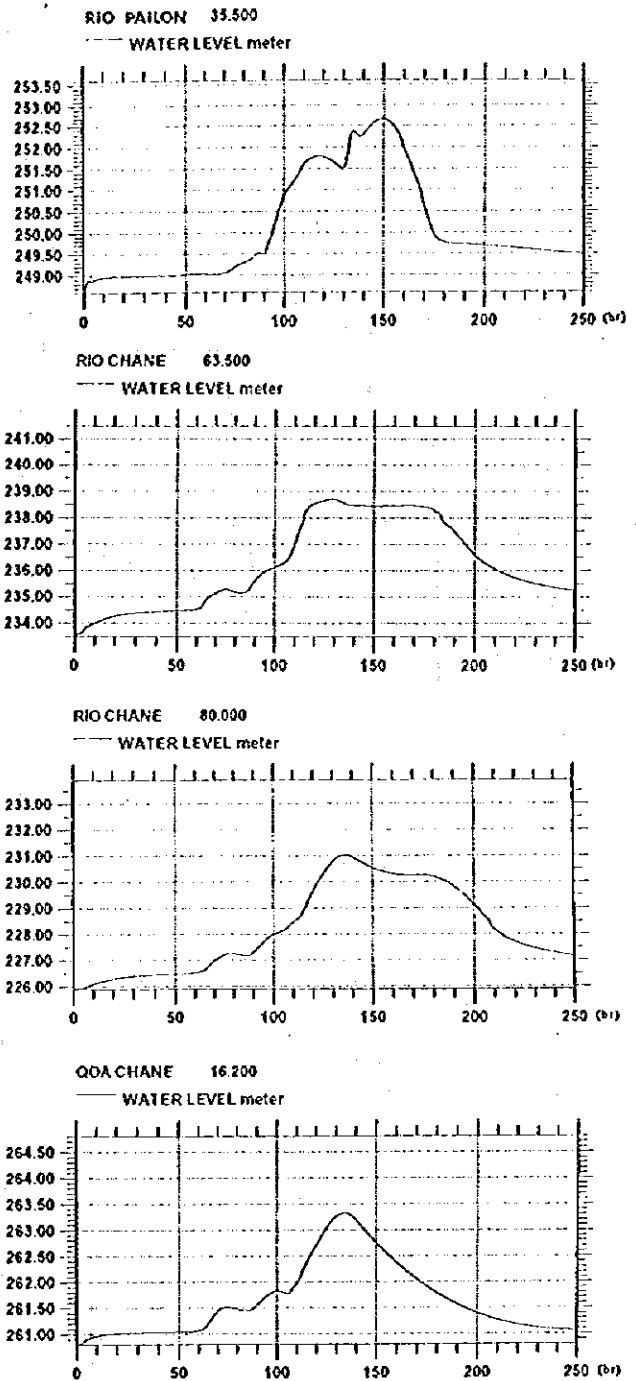 RIO PAILON 35.500
WATER LEVEL meter
253.50
253.00
252.50
252.00
251.50
251.00
250.50
250.00
249.50
249.00
0 50 100 150 200 250 (hr)
RIO CHANE 63.500
WATER LEVEL meter
241.00
240.00
239.00
238.00
237.00
236.00
235.00
234.00
0 50 100 150 200 250 (hr)
RIO CHANE 80.000
WATER LEVEL meter
233.00
232.00
231.00
230.00
229.00
228.00
227.00
226.00
0 50 100 150 200 250 (hr)
QDA CHANE 16.200
WATER LEVEL meter
264.50
264.00
263.50
263.00
262.50
262.00
261.50
261.00
0 50 100 150 200 250 (hr)